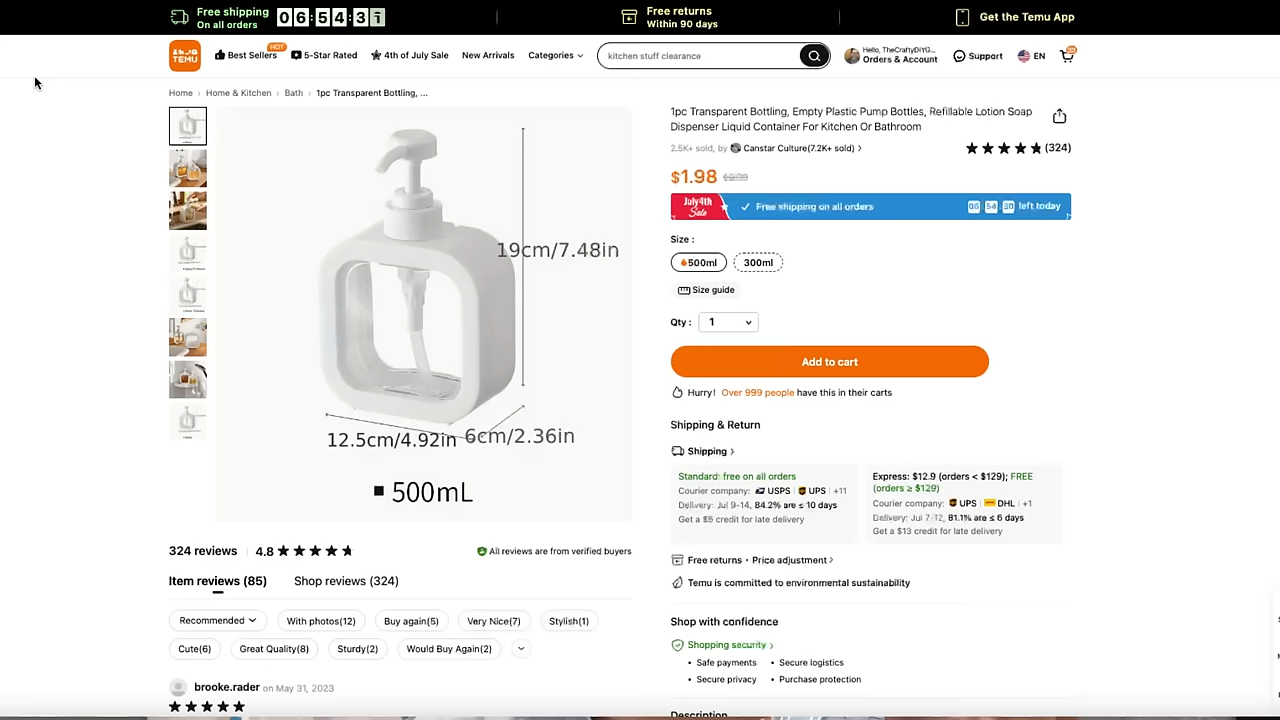 Free shipping
On all orders
06:54:31
Free returns
Within 90 days
Get the Temu App
TEMU
Best Sellers
HOT
5-Star Rated
4th of July Sale
New Arrivals
Categories
kitchen stuff clearance
Hello, TheCraftyDIYG...
Orders & Account
Support
EN
Home › Home & Kitchen › Bath › 1pc Transparent Bottling, ...
19cm/7.48in
12.5cm/4.92in
6cm/2.36in
500mL
1pc Transparent Bottling, Empty Plastic Pump Bottles, Refillable Lotion Soap
Dispenser Liquid Container For Kitchen Or Bathroom
2.5K+ sold, by Canstar Culture(7.2K+ sold) ›
(324)
$1.98
July4th
Sale
Free shipping on all orders
left today
Size :
500ml
300ml
Size guide
Qty :
1
Add to cart
Hurry! Over 999 people have this in their carts
Shipping & Return
Shipping ›
Standard: free on all orders
Courier company: USPS UPS +11
Delivery: Jul 9-14, 84.2% are ≤ 10 days
Get a $5 credit for late delivery
Express: $12.9 (orders < $129); FREE
(orders ≥ $129)
Courier company: UPS DHL +1
Delivery: Jul 7-12, 81.1% are ≤ 6 days
Get a $13 credit for late delivery
Free returns • Price adjustment ›
Temu is committed to environmental sustainability
Shop with confidence
Shopping security ›
• Safe payments
• Secure logistics
• Secure privacy
• Purchase protection
Description
324 reviews
4.8
All reviews are from verified buyers
Item reviews (85)
Shop reviews (324)
Recommended
With photos(12)
Buy again(5)
Very Nice(7)
Stylish(1)
Cute(6)
Great Quality(8)
Sturdy(2)
Would Buy Again(2)
brooke.rader on May 31, 2023